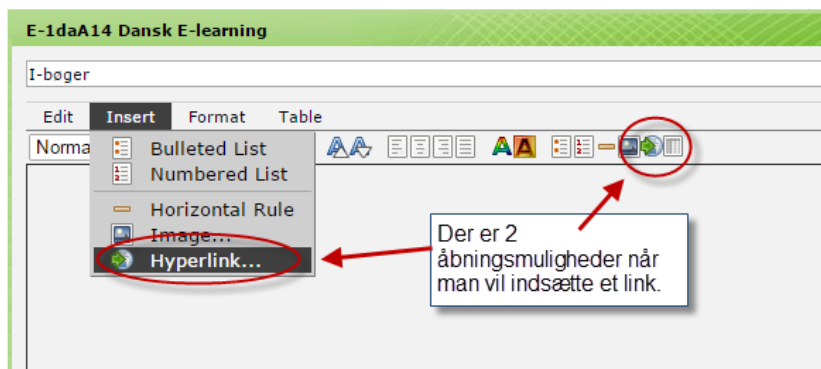 E-1daA14 Dansk E-learning
I-bøger
Edit Insert Format Table
Norma
Bulleted List
Numbered List
Horizontal Rule
Image...
Hyperlink...
Der er 2
åbningsmuligheder når
man vil indsætte et link.